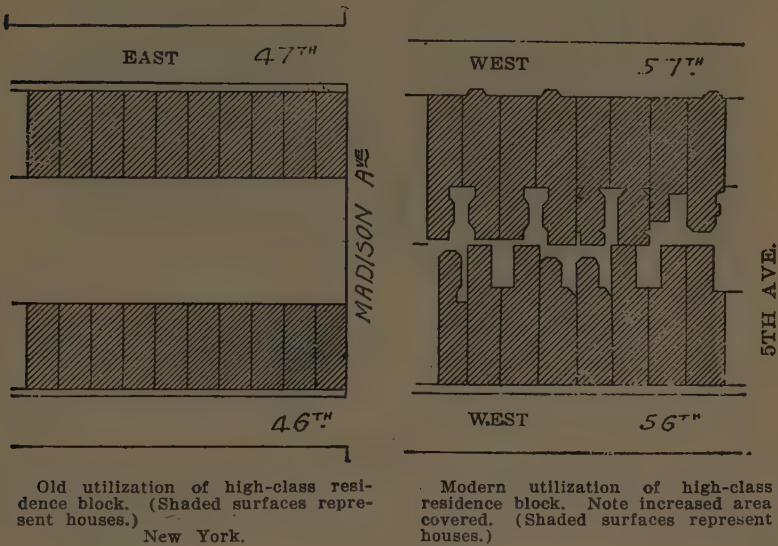 EAST 47TH
MADISON AVE
46TH
Old utilization of high-class resi-
dence block. (Shaded surfaces repre-
sent houses.)
New York.
WEST 57TH
5TH AVE.
WEST 56TH
Modern utilization of high-class
residence block. Note increased area
covered. (Shaded surfaces represent
houses.)